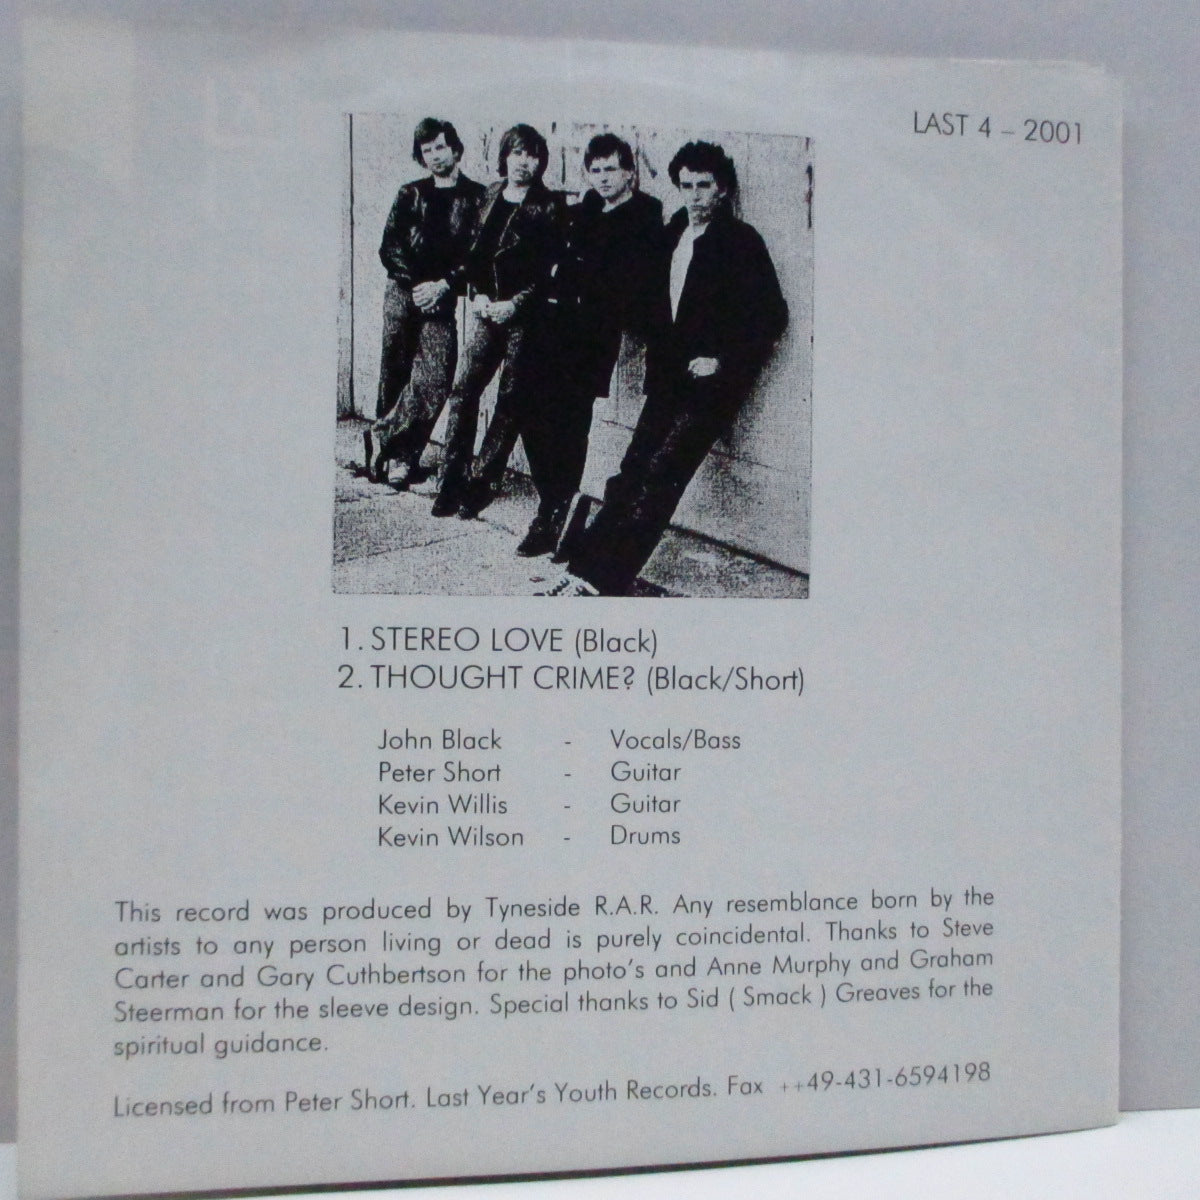 LAST 4 – 2001
1. STEREO LOVE (Black)
2. THOUGHT CRIME? (Black/Short)
John Black - Vocals/Bass
Peter Short - Guitar
Kevin Willis - Guitar
Kevin Wilson - Drums
This record was produced by Tyneside R.A.R. Any resemblance born by the
artists to any person living or dead is purely coincidental. Thanks to Steve
Carter and Gary Cuthbertson for the photo's and Anne Murphy and Graham
Steerman for the sleeve design. Special thanks to Sid ( Smack ) Greaves for the
spiritual guidance.
Licensed from Peter Short. Last Year's Youth Records. Fax ++49-431-6594198